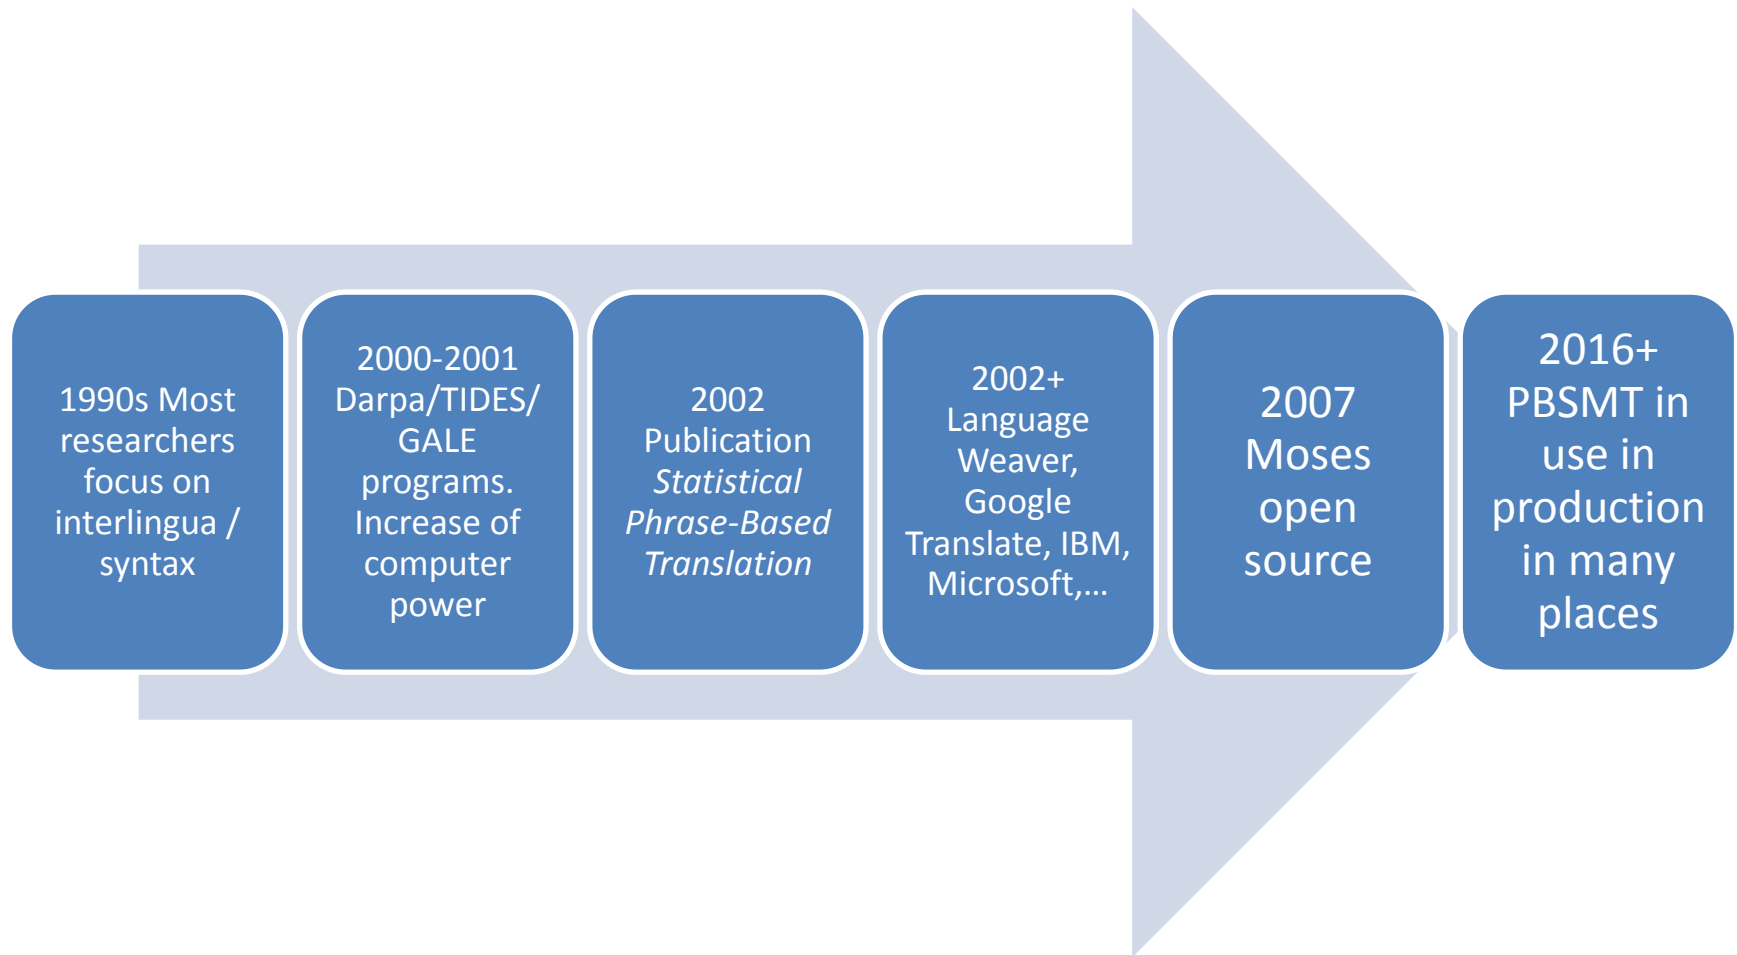 1990s Most
researchers
focus on
interlingua /
syntax
2000-2001
Darpa/TIDES/
GALE
programs.
Increase of
computer
power
2002
Publication
Statistical
Phrase-Based
Translation
2002+
Language
Weaver,
Google
Translate, IBM,
Microsoft,...
2007
Moses
open
source
2016+
PBSMT in
use in
production
in many
places